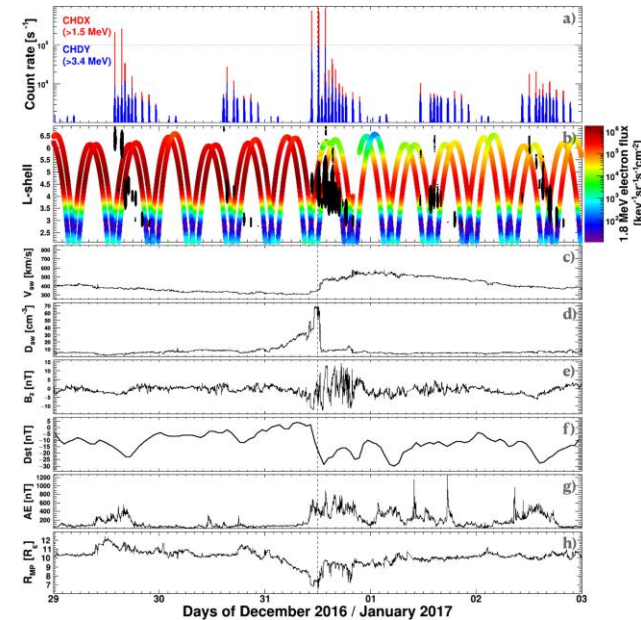 CHDX
(>1.5 MeV)
CHDY
(>3.4 MeV)
Count rate [s⁻¹]
10⁵
10⁴
a)
L-shell
6.5
6
5.5
5
4.5
4
3.5
3
2.5
b)
1.8 MeV electron flux
[keV⁻¹sr⁻¹s⁻¹cm⁻²]
10⁶
10⁵
10⁴
10³
10²
V_SW [km/s]
800
700
600
500
400
300
c)
D_SW [cm⁻³]
70
60
50
40
30
20
10
d)
B_z [nT]
15
10
5
0
-5
-10
e)
Dst [nT]
5
0
-5
-10
-15
-20
-25
-30
f)
AE [nT]
1200
1000
800
600
400
200
g)
R_MP [R_E]
12
11
10
9
8
7
h)
29 30 31 01 02 03
Days of December 2016 / January 2017